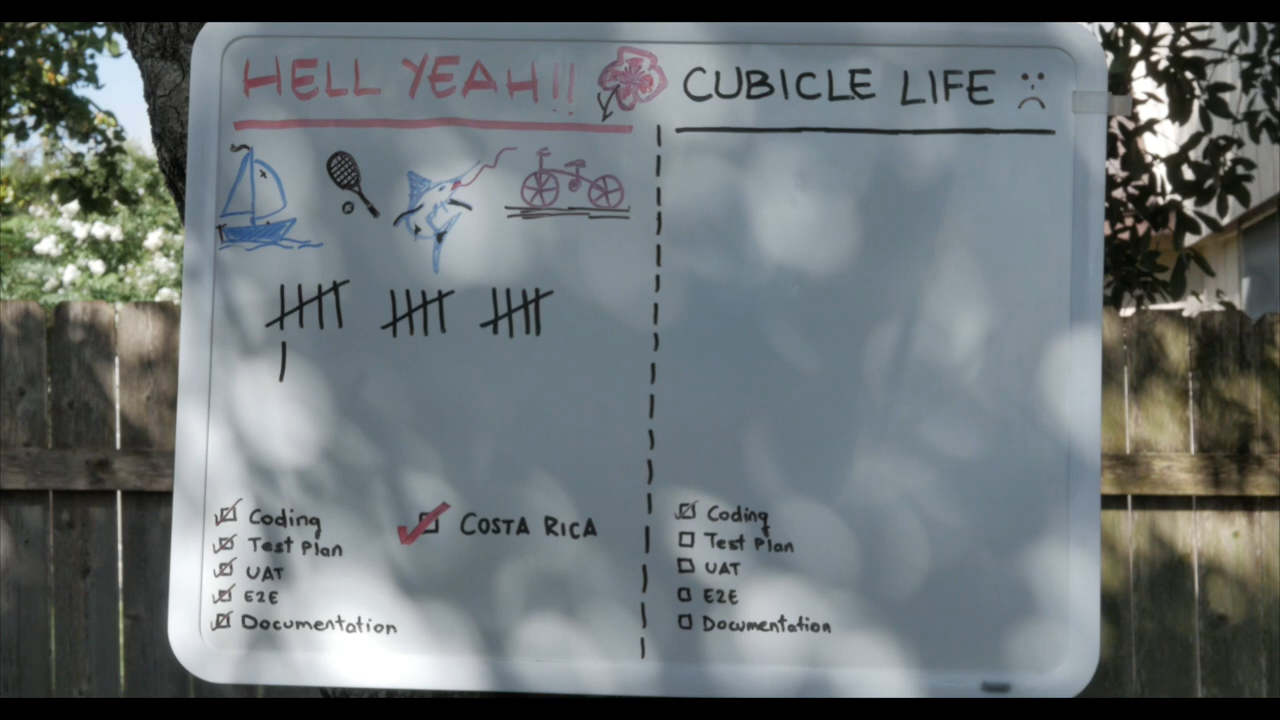 HELL YEAH!!
CUBICLE LIFE
Coding
Test Plan
UAT
E2E
Documentation
COSTA RICA
Coding
Test Plan
UAT
E2E
Documentation